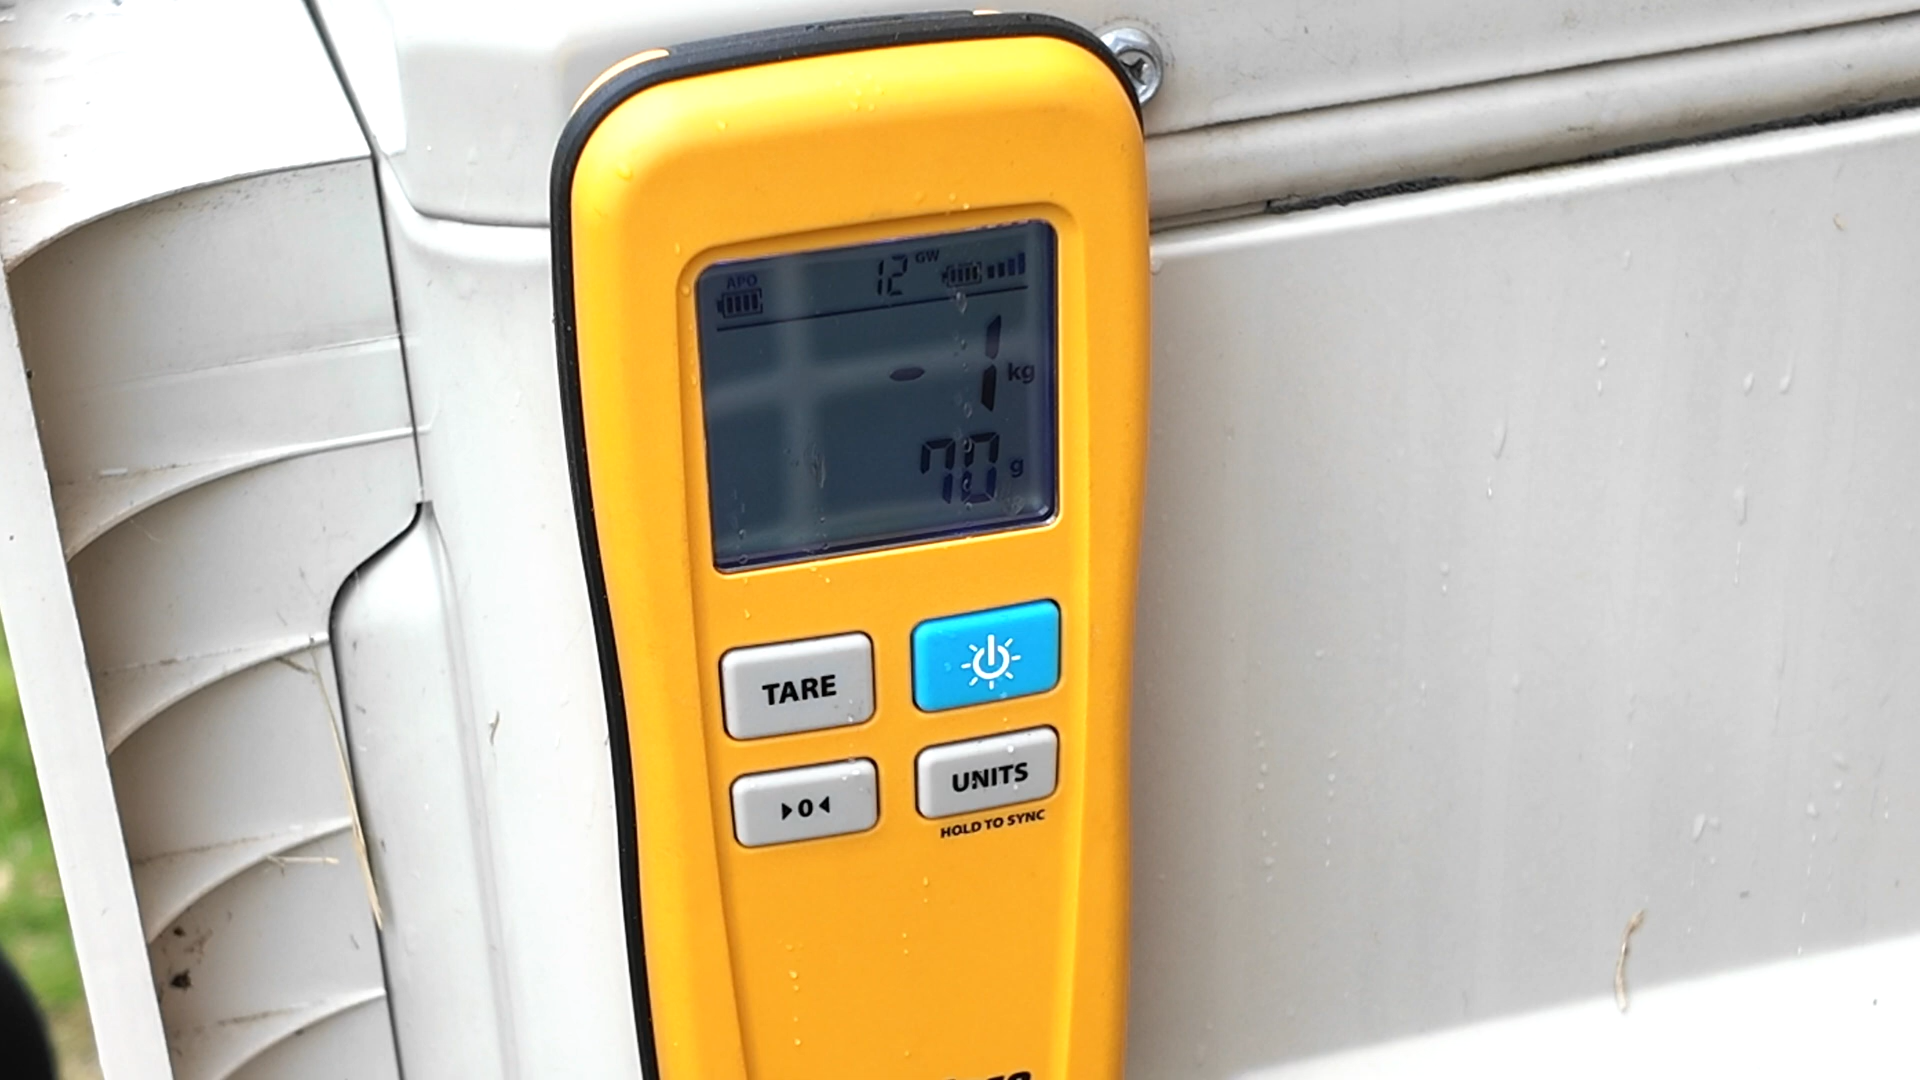 APO
12 GW
- 1 kg
70 g
TARE
UNITS
▶0◀
HOLD TO SYNC